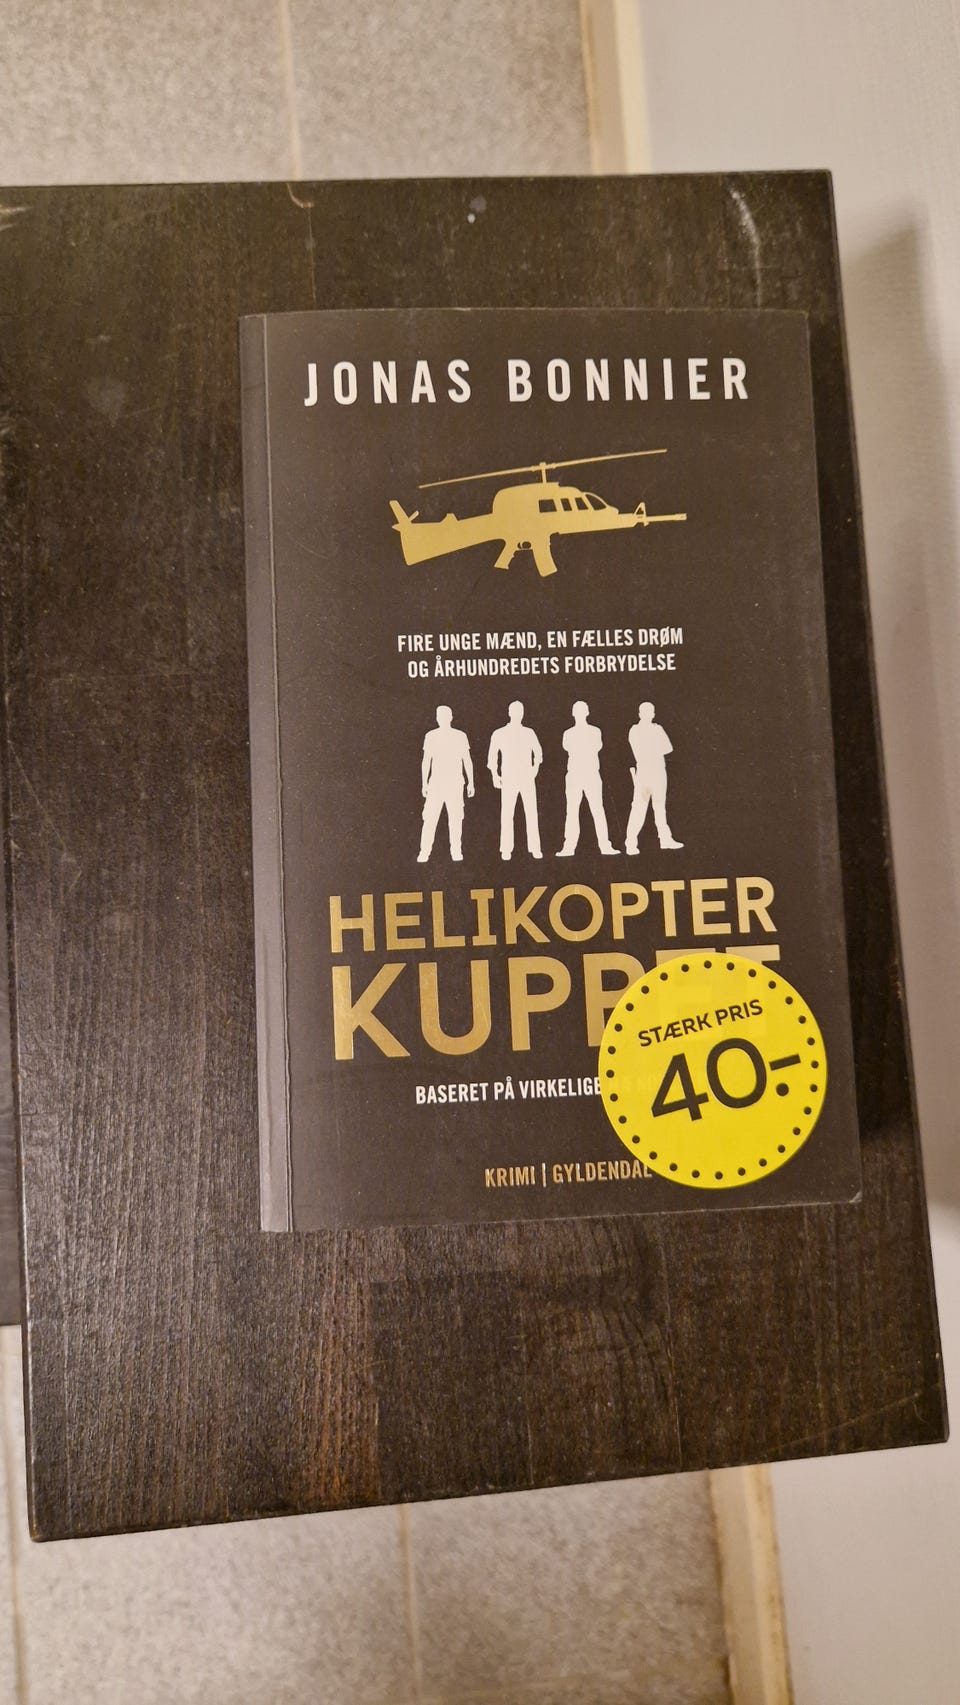 JONAS BONNIER
FIRE UNGE MÆND, EN FÆLLES DRØM
OG ÅRHUNDREDETS FORBRYDELSE
HELIKOPTER
KUPPET
BASERET PÅ VIRKELIGE
KRIMI | GYLDENDAL
STÆRK PRIS
40.-